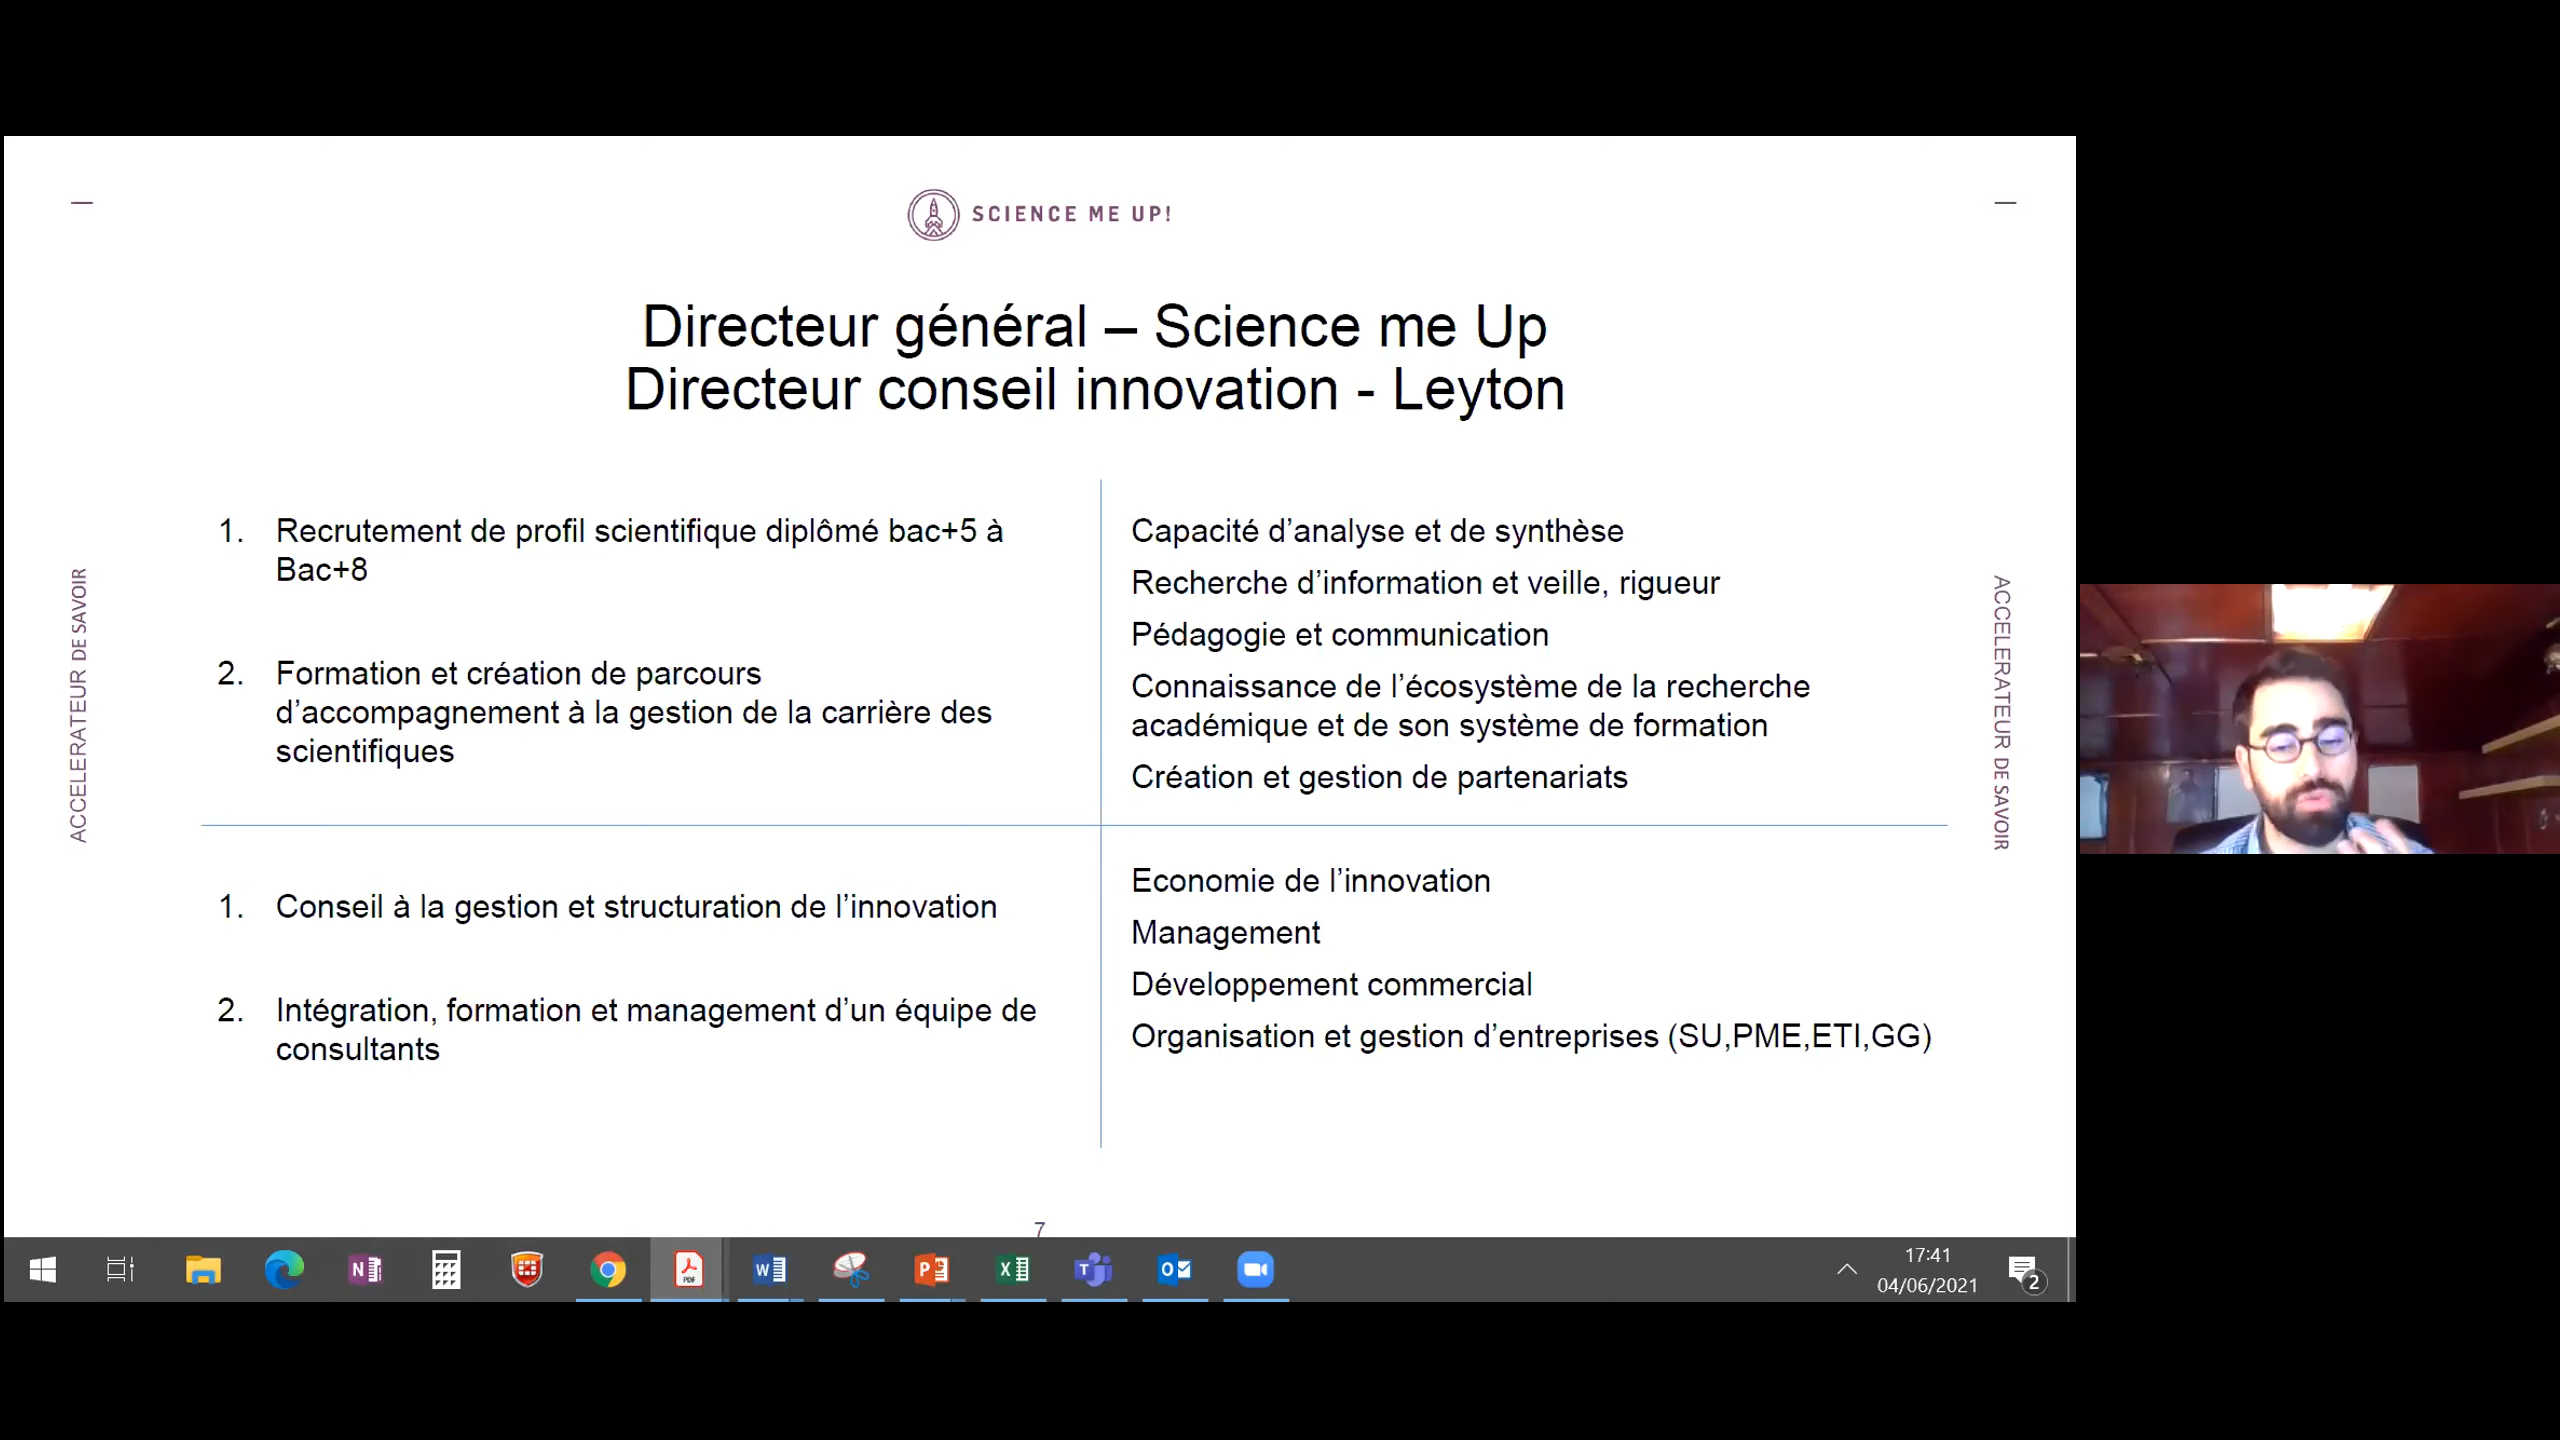 SCIENCE ME UP!
Directeur général – Science me Up
Directeur conseil innovation - Leyton
ACCELERATEUR DE SAVOIR
1. Recrutement de profil scientifique diplômé bac+5 à
Bac+8
2. Formation et création de parcours
d’accompagnement à la gestion de la carrière des
scientifiques
Capacité d’analyse et de synthèse
Recherche d’information et veille, rigueur
Pédagogie et communication
Connaissance de l’écosystème de la recherche
académique et de son système de formation
Création et gestion de partenariats
ACCELERATEUR DE SAVOIR
1. Conseil à la gestion et structuration de l’innovation
2. Intégration, formation et management d’un équipe de
consultants
Economie de l’innovation
Management
Développement commercial
Organisation et gestion d’entreprises (SU,PME,ETI,GG)
7
N
PDF
W
P
X
T
O
17:41
04/06/2021
2